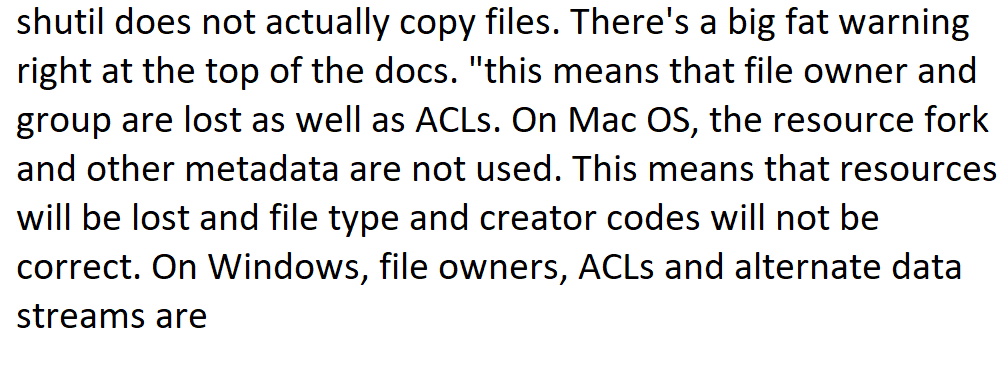 shutil does not actually copy files. There's a big fat warning
right at the top of the docs. "this means that file owner and
group are lost as well as ACLs. On Mac OS, the resource fork
and other metadata are not used. This means that resources
will be lost and file type and creator codes will not be
correct. On Windows, file owners, ACLs and alternate data
streams are